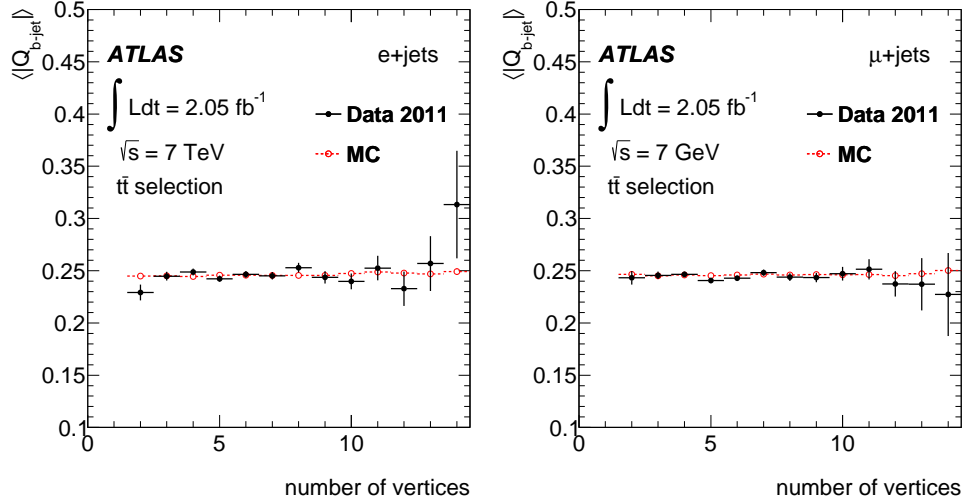 ⟨|Q_b-jet|⟩
0.5
0.45
0.4
0.35
0.3
0.25
0.2
0.15
0.1
ATLAS e+jets
∫ Ldt = 2.05 fb⁻¹
√s = 7 TeV
tt̄ selection
Data 2011
MC
0 5 10
number of vertices
⟨|Q_b-jet|⟩
0.5
0.45
0.4
0.35
0.3
0.25
0.2
0.15
0.1
ATLAS μ+jets
∫ Ldt = 2.05 fb⁻¹
√s = 7 GeV
tt̄ selection
Data 2011
MC
0 5 10
number of vertices